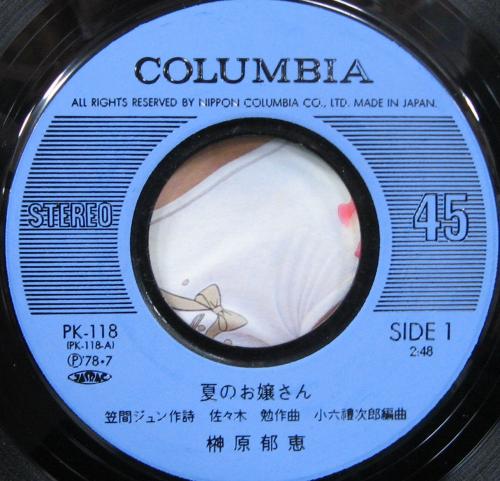 COLUMBIA
ALL RIGHTS RESERVED BY NIPPON COLUMBIA CO., LTD. MADE IN JAPAN.
STEREO
45
PK-118
(PK-118-A)
Ⓟ78・7
JASRAC
SIDE 1
2:48
夏のお嬢さん
笠間ジュン作詩 佐々木 勉作曲 小六禮次郎編曲
榊原郁恵